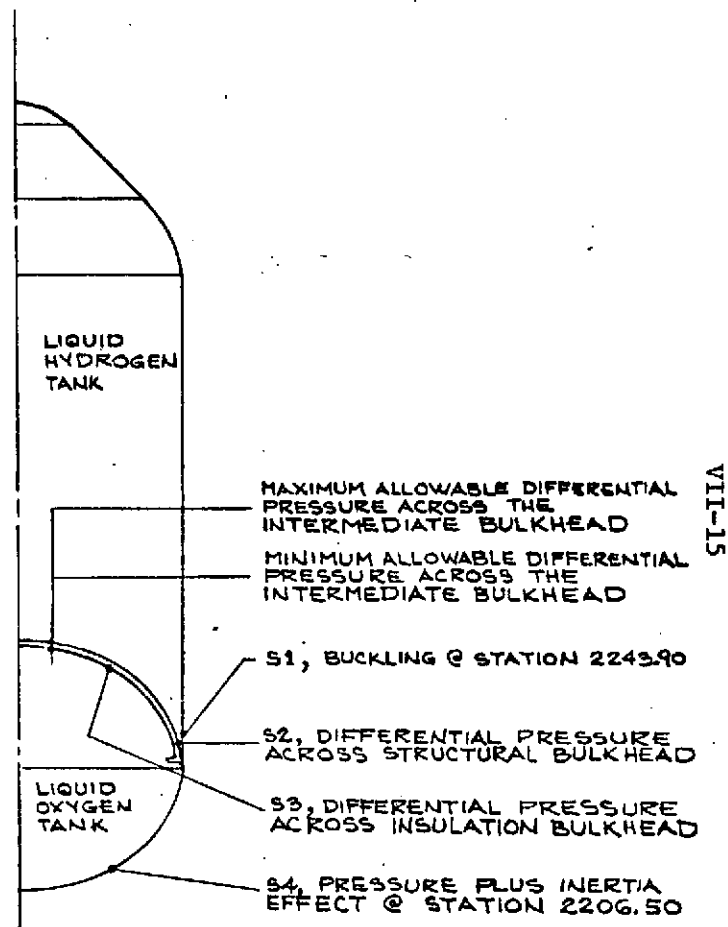 LIQUID
HYDROGEN
TANK
MAXIMUM ALLOWABLE DIFFERENTIAL
PRESSURE ACROSS THE
INTERMEDIATE BULKHEAD
MINIMUM ALLOWABLE DIFFERENTIAL
PRESSURE ACROSS THE
INTERMEDIATE BULKHEAD
S1, BUCKLING @ STATION 2243.90
S2, DIFFERENTIAL PRESSURE
ACROSS STRUCTURAL BULKHEAD
LIQUID
OXYGEN
TANK
S3, DIFFERENTIAL PRESSURE
ACROSS INSULATION BULKHEAD
S4, PRESSURE PLUS INERTIA
EFFECT @ STATION 2206.50
VII-15